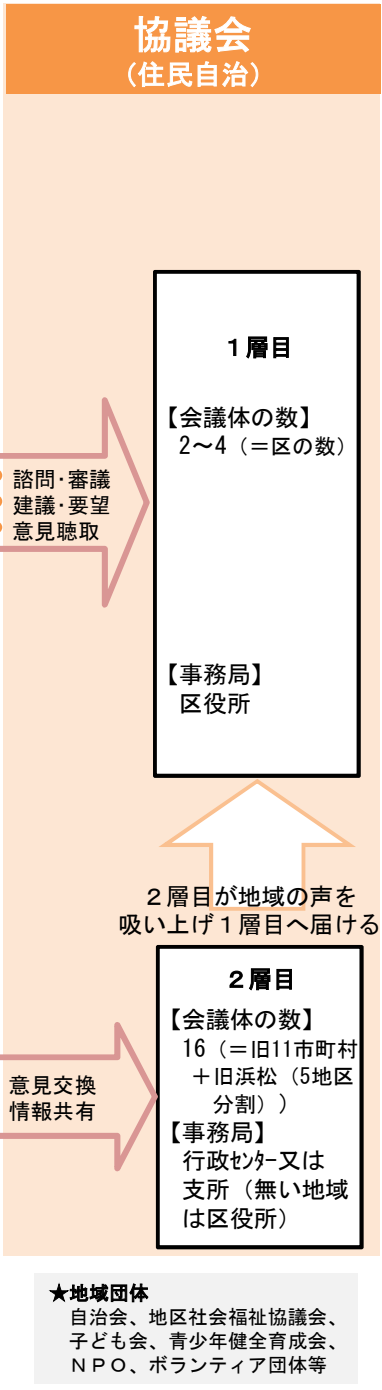 協議会
（住民自治）
１層目
【会議体の数】
2～4（＝区の数）
諮問・審議
建議・要望
意見聴取
【事務局】
区役所
２層目が地域の声を
吸い上げ１層目へ届ける
２層目
【会議体の数】
16（＝旧11市町村
＋旧浜松（5地区
分割））
意見交換
情報共有
【事務局】
行政ｾﾝﾀｰ又は
支所（無い地域
は区役所）
★地域団体
自治会、地区社会福祉協議会、
子ども会、青少年健全育成会、
ＮＰＯ、ボランティア団体等